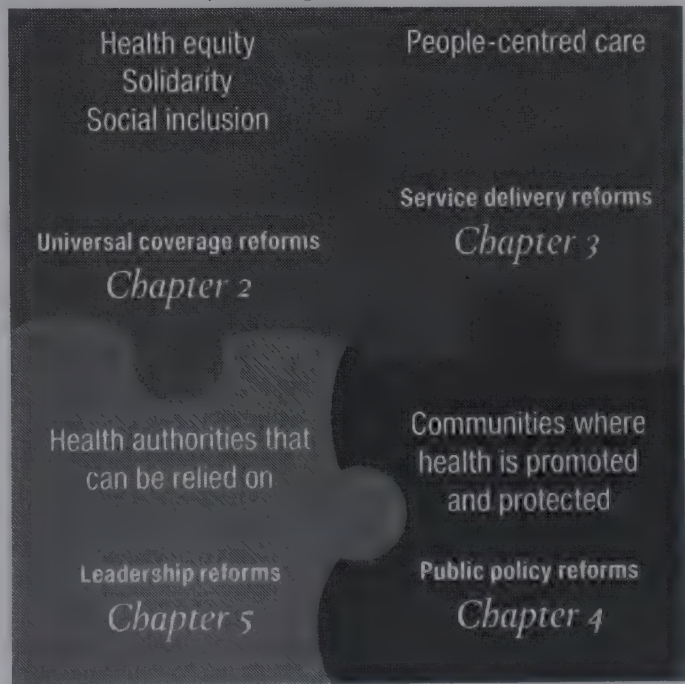 Health equity
Solidarity
Social inclusion
Universal coverage reforms
Chapter 2
People-centred care
Service delivery reforms
Chapter 3
Health authorities that
can be relied on
Leadership reforms
Chapter 5
Communities where
health is promoted
and protected
Public policy reforms
Chapter 4